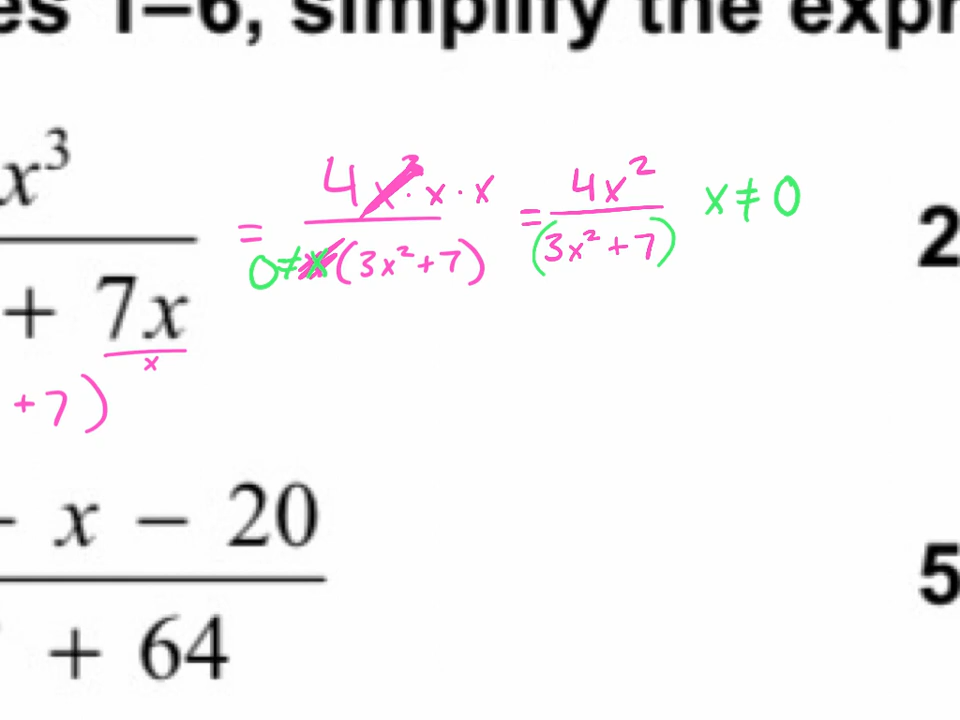 es 1–6, simplify the expr
x³ / + 7x = 4x³·x·x / 0≠x(3x²+7) = 4x² / (3x²+7) x ≠ 0
2
x
+7)
- x − 20 / + 64
5